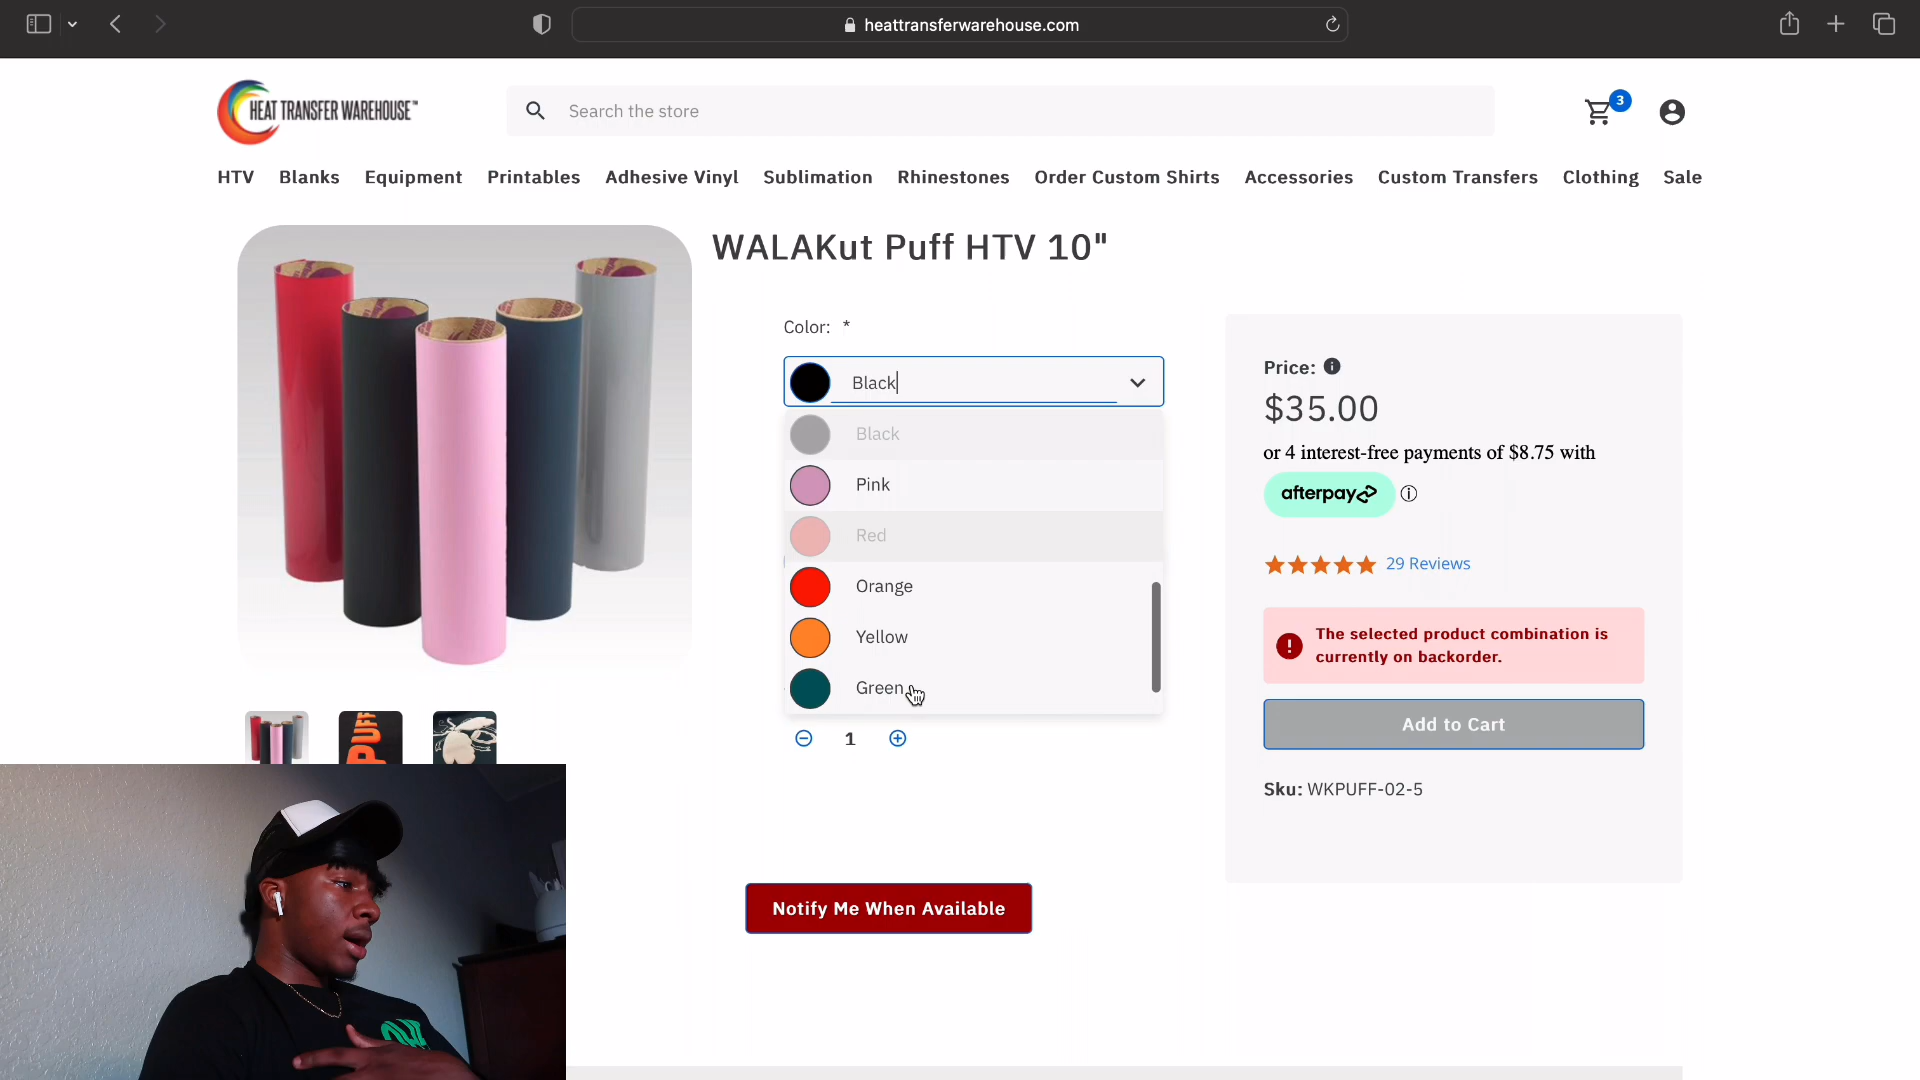 heattransferwarehouse.com
HEAT TRANSFER WAREHOUSE™
Search the store
3
HTV Blanks Equipment Printables Adhesive Vinyl Sublimation Rhinestones Order Custom Shirts Accessories Custom Transfers Clothing Sale
WALAKut Puff HTV 10"
Color: *
Black
Black
Pink
Red
Orange
Yellow
Green
1
Notify Me When Available
Price:
$35.00
or 4 interest-free payments of $8.75 with
afterpay
29 Reviews
The selected product combination is
currently on backorder.
Add to Cart
Sku: WKPUFF-02-5
PUFF